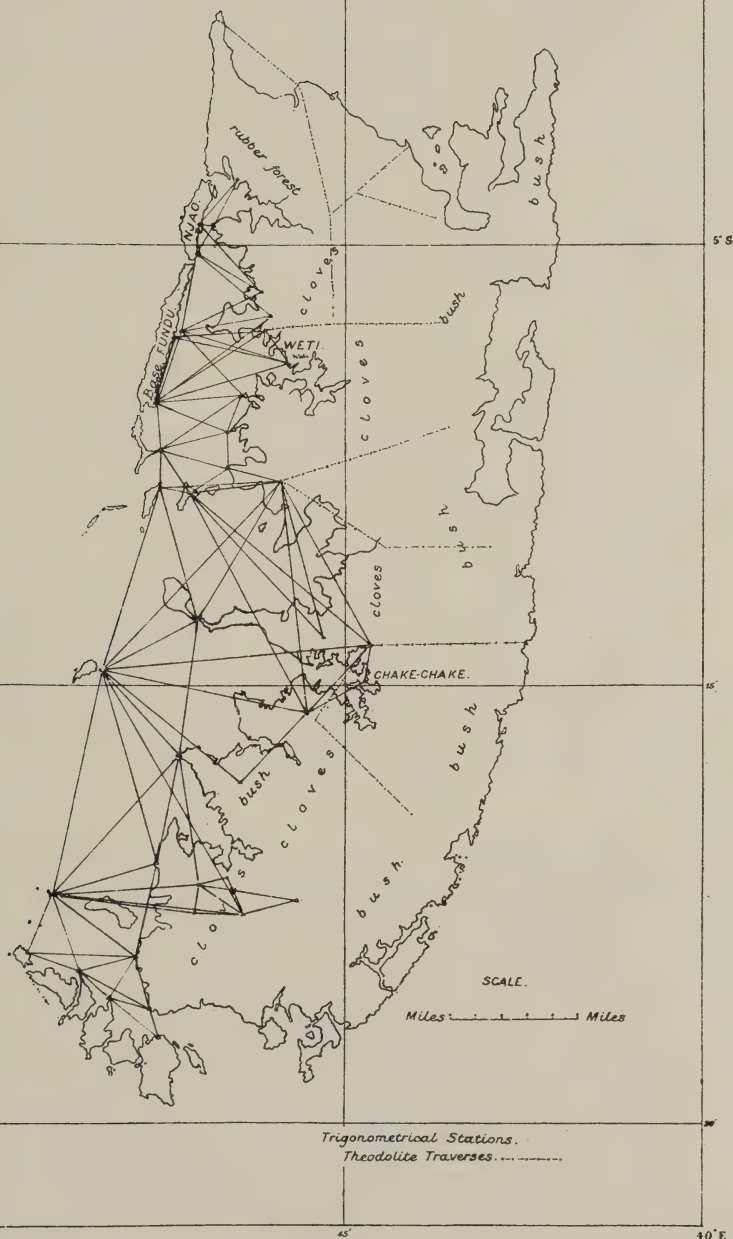 rubber forest
bush
NJAO.
5° S
cloves
bush
Base FUNDU.
WETI.
cloves
bush
cloves
CHAKE-CHAKE.
15'
bush
bush
cloves
cloves
bush.
SCALE.
Miles Miles
30'
Trigonometrical Stations.
Theodolite Traverses.
45'
40° E